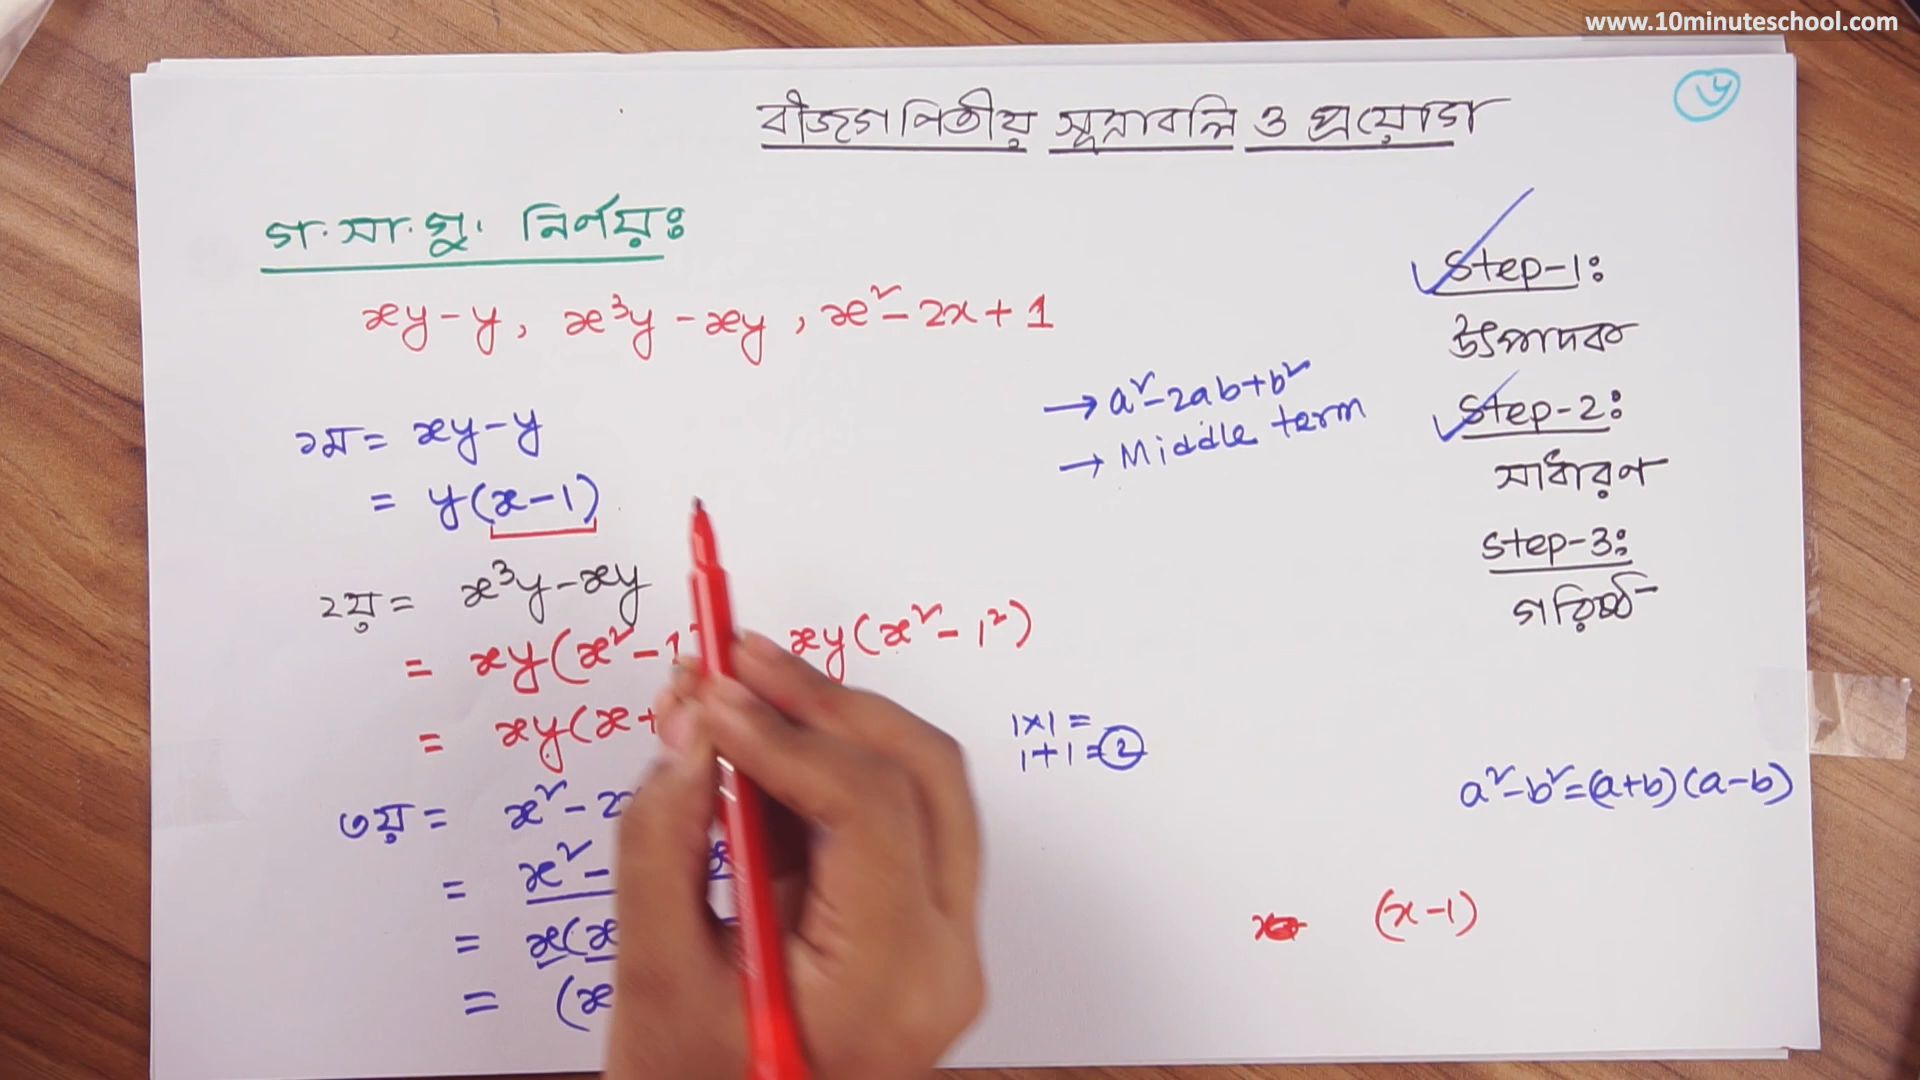 www.10minuteschool.com
৬
বীজগণিতীয় সূত্রাবলি ও প্রয়োগ
গ.সা.গু. নির্ণয়ঃ
xy - y, x³y - xy, x² - 2x + 1
→ a² - 2ab + b²
→ Middle term
১ম = xy - y
= y(x - 1)
২য় = x³y - xy
= xy(x² - 1 xy(x² - 1²)
= xy(x+
1×1 =
1+1 = 2
৩য় = x² - 2x
= x² -
= x(x
= (x
Step-1:
উৎপাদক
Step-2:
সাধারণ
Step-3:
গরিষ্ঠ
a² - b² = (a+b)(a-b)
(x-1)